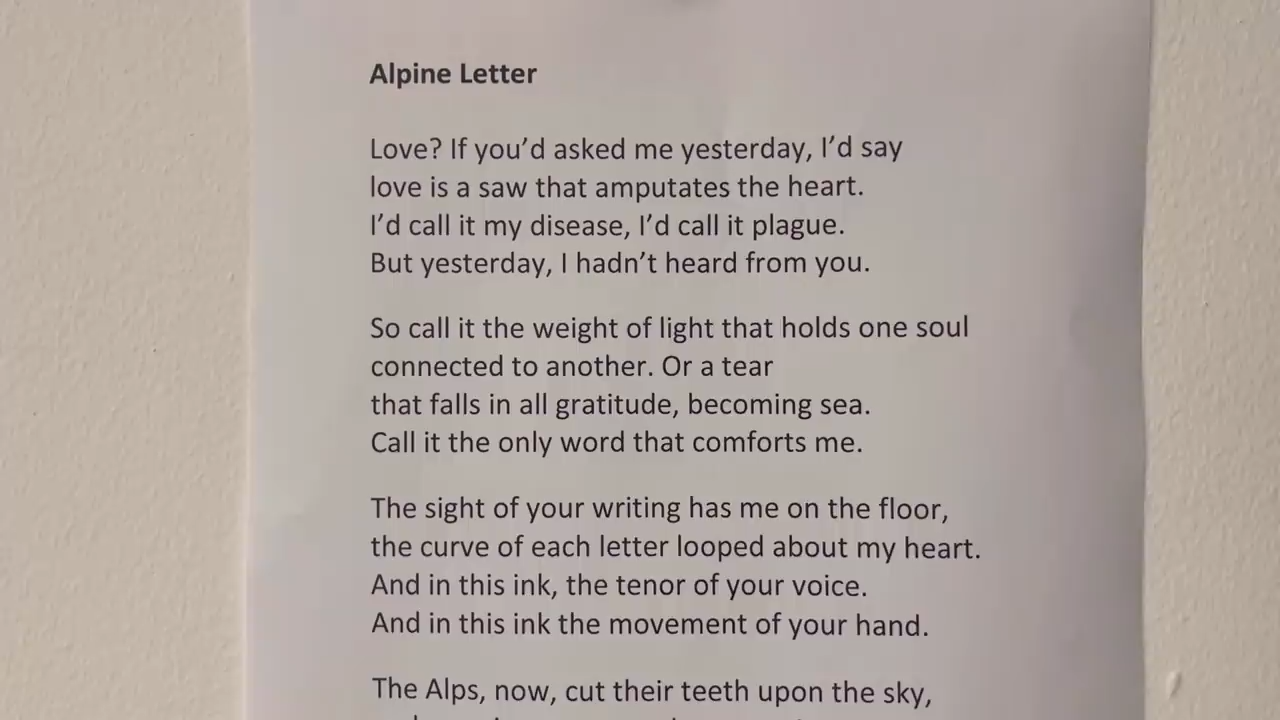 Alpine Letter
Love? If you’d asked me yesterday, I’d say
love is a saw that amputates the heart.
I’d call it my disease, I’d call it plague.
But yesterday, I hadn’t heard from you.
So call it the weight of light that holds one soul
connected to another. Or a tear
that falls in all gratitude, becoming sea.
Call it the only word that comforts me.
The sight of your writing has me on the floor,
the curve of each letter looped about my heart.
And in this ink, the tenor of your voice.
And in this ink the movement of your hand.
The Alps, now, cut their teeth upon the sky,